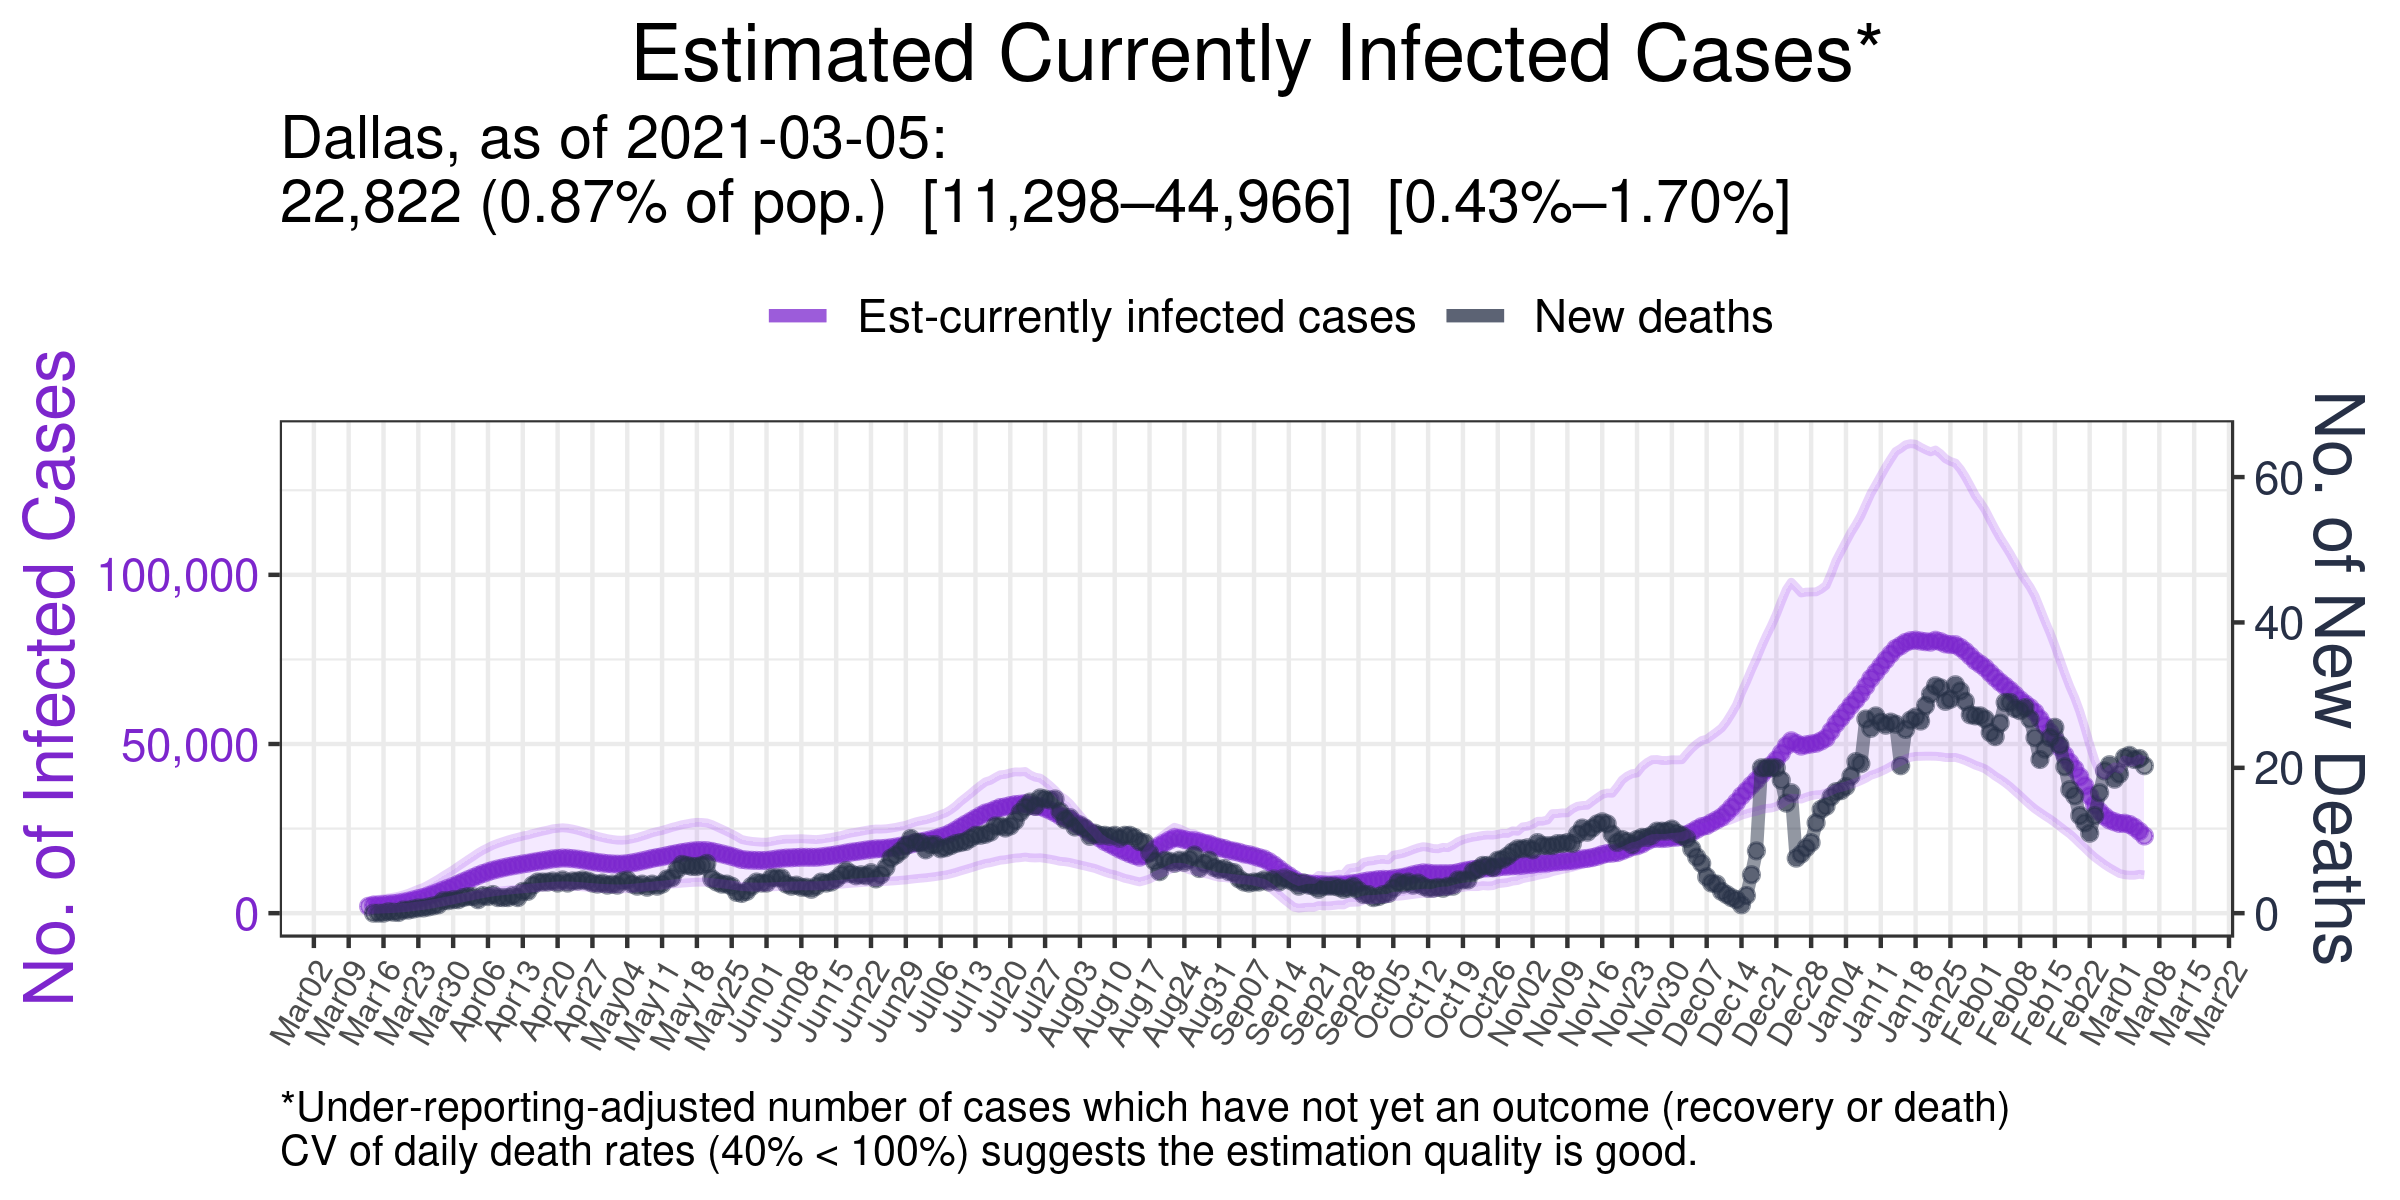 Estimated Currently Infected Cases*
Dallas, as of 2021-03-05:
22,822 (0.87% of pop.) [11,298–44,966] [0.43%–1.70%]
Est-currently infected cases
New deaths
No. of Infected Cases
100,000
50,000
0
60
40
20
0
No. of New Deaths
Mar02
Mar09
Mar16
Mar23
Mar30
Apr06
Apr13
Apr20
Apr27
May04
May11
May18
May25
Jun01
Jun08
Jun15
Jun22
Jun29
Jul06
Jul13
Jul20
Jul27
Aug03
Aug10
Aug17
Aug24
Aug31
Sep07
Sep14
Sep21
Sep28
Oct05
Oct12
Oct19
Oct26
Nov02
Nov09
Nov16
Nov23
Nov30
Dec07
Dec14
Dec21
Dec28
Jan04
Jan11
Jan18
Jan25
Feb01
Feb08
Feb15
Feb22
Mar01
Mar08
Mar15
Mar22
*Under-reporting-adjusted number of cases which have not yet an outcome (recovery or death)
CV of daily death rates (40% < 100%) suggests the estimation quality is good.